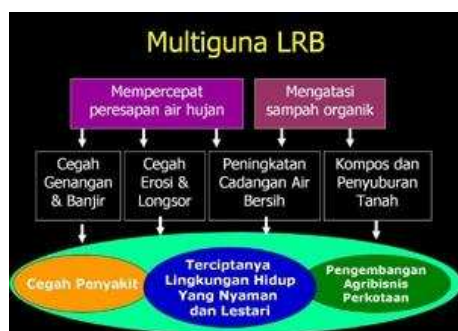 Multiguna LRB
Mempercepat
peresapan air hujan
Mengatasi
sampah organik
Cegah
Genangan
& Banjir
Cegah
Erosi &
Longsor
Peningkatan
Cadangan Air
Bersih
Kompos dan
Penyuburan
Tanah
Cegah Penyakit
Terciptanya
Lingkungan Hidup
Yang Nyaman
dan Lestari
Pengembangan
Agribisnis
Perkotaan